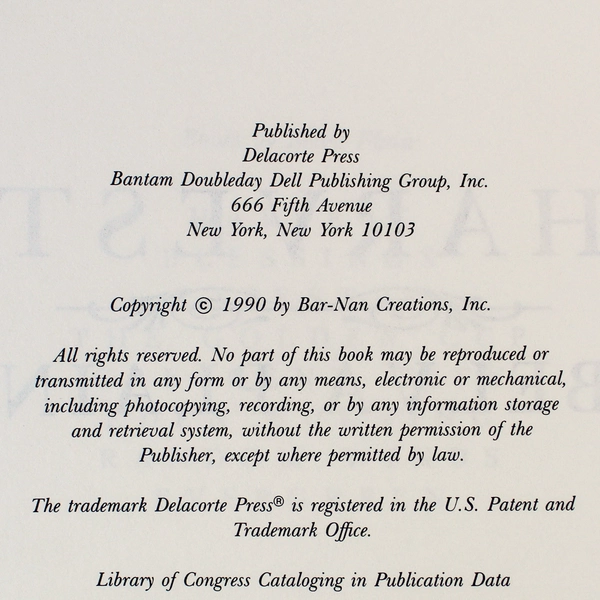 Published by
Delacorte Press
Bantam Doubleday Dell Publishing Group, Inc.
666 Fifth Avenue
New York, New York 10103
Copyright © 1990 by Bar-Nan Creations, Inc.
All rights reserved. No part of this book may be reproduced or
transmitted in any form or by any means, electronic or mechanical,
including photocopying, recording, or by any information storage
and retrieval system, without the written permission of the
Publisher, except where permitted by law.
The trademark Delacorte Press® is registered in the U.S. Patent and
Trademark Office.
Library of Congress Cataloging in Publication Data